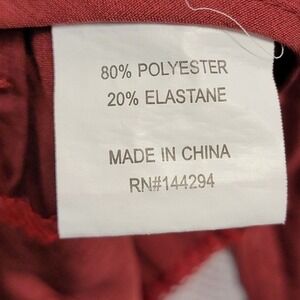 80% POLYESTER
20% ELASTANE
MADE IN CHINA
RN#144294